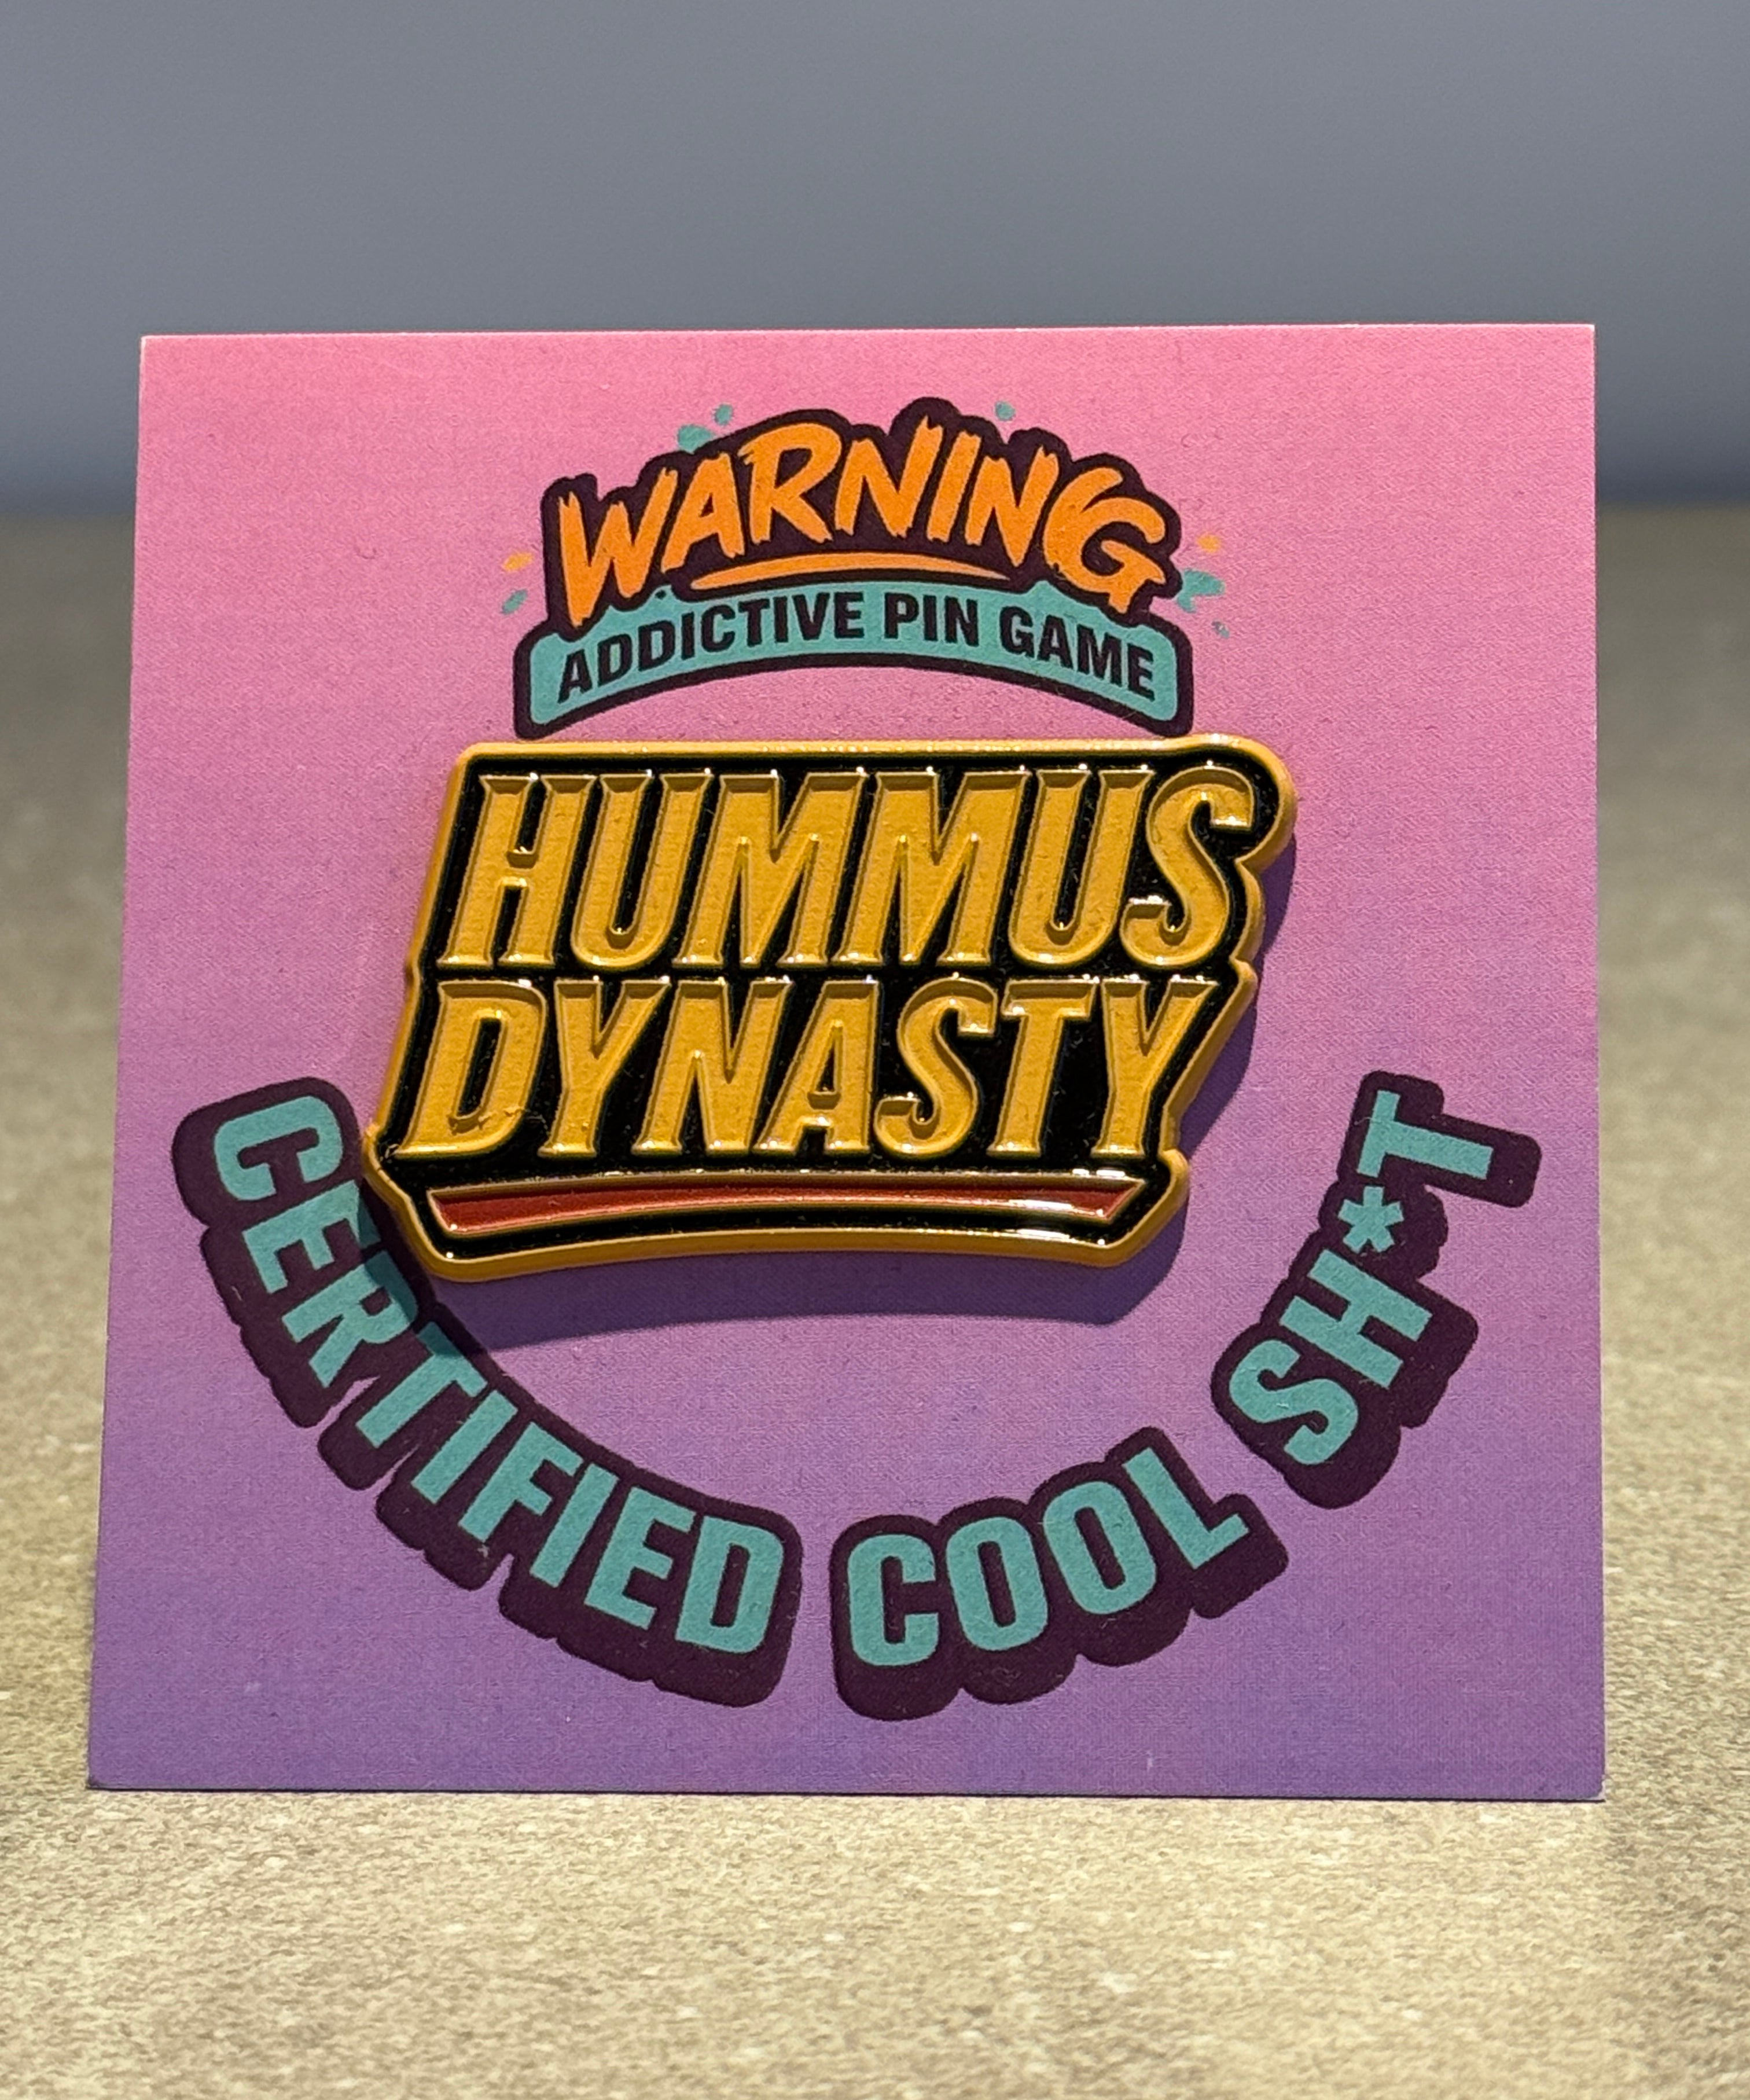 WARNING
ADDICTIVE PIN GAME
HUMMUS
DYNASTY
CERTIFIED COOL SH*T